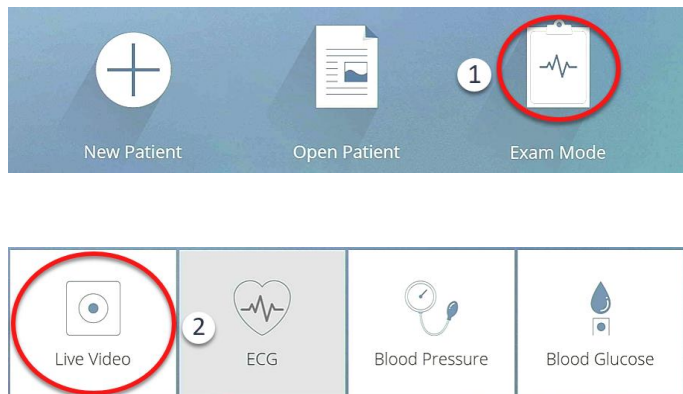 1
New Patient Open Patient Exam Mode
2
Live Video ECG Blood Pressure Blood Glucose